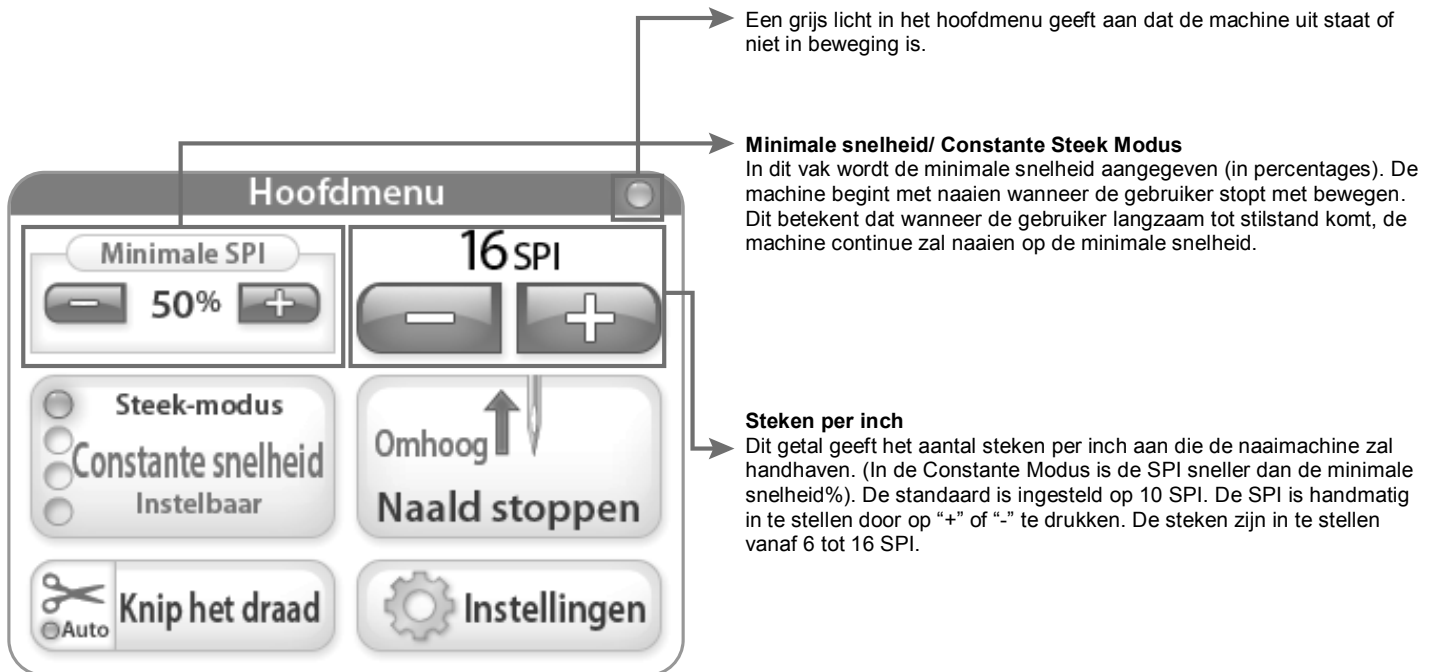 Een grijs licht in het hoofdmenu geeft aan dat de machine uit staat of
niet in beweging is.
Minimale snelheid/ Constante Steek Modus
In dit vak wordt de minimale snelheid aangegeven (in percentages). De
machine begint met naaien wanneer de gebruiker stopt met bewegen.
Dit betekent dat wanneer de gebruiker langzaam tot stilstand komt, de
machine continue zal naaien op de minimale snelheid.
Hoofdmenu
Minimale SPI
50%
16 SPI
Steek-modus
Constante snelheid
Instelbaar
Omhoog
Naald stoppen
Auto
Knip het draad
Instellingen
Steken per inch
Dit getal geeft het aantal steken per inch aan die de naaimachine zal
handhaven. (In de Constante Modus is de SPI sneller dan de minimale
snelheid%). De standaard is ingesteld op 10 SPI. De SPI is handmatig
in te stellen door op “+” of “-” te drukken. De steken zijn in te stellen
vanaf 6 tot 16 SPI.